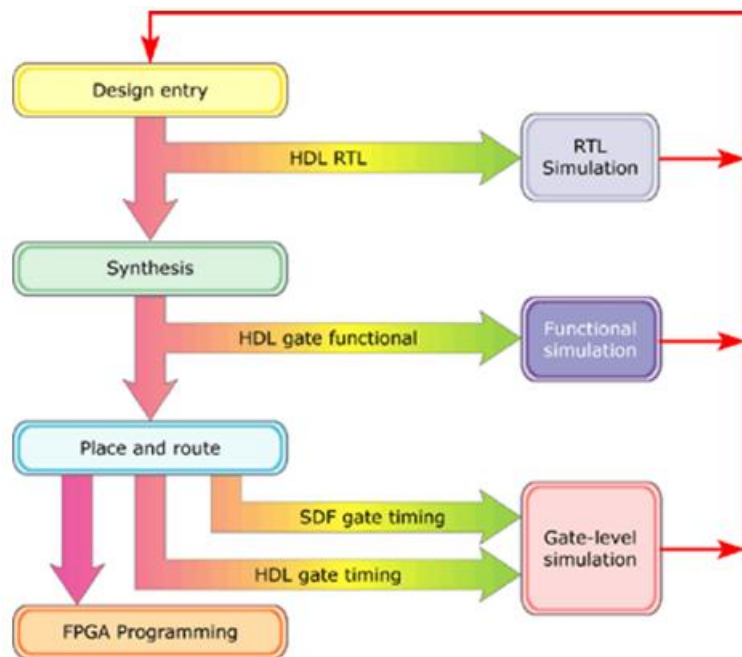 Design entry
HDL RTL
RTL
Simulation
Synthesis
HDL gate functional
Functional
simulation
Place and route
SDF gate timing
Gate-level
simulation
HDL gate timing
FPGA Programming